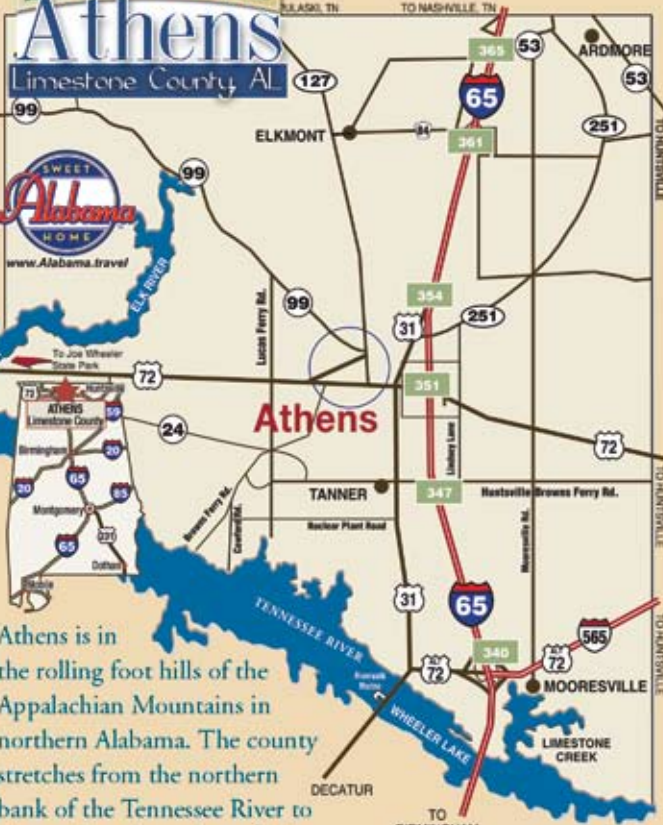 Athens
Limestone County, AL
PULASKI, TN
TO NASHVILLE, TN
365
53
ARDMORE
53
127
65
99
ELKMONT
361
251
TO HUNTSVILLE
99
SWEET
Alabama
HOME
www.Alabama.travel
ELK RIVER
Lucas Ferry Rd.
99
354
31
251
To Joe Wheeler
State Park
72
351
Athens
72
Huntsville
ATHENS
Limestone County
59
Birmingham
20
20
65
85
Montgomery
231
65
Dothan
Mobile
24
Lindsay Lane
72
TANNER
347
Huntsville Browns Ferry Rd.
TO HUNTSVILLE
Browns Ferry Rd.
Nuclear Plant Road
Mooresville Rd.
31
65
TENNESSEE RIVER
565
ALT
72
340
ALT
72
TO HUNTSVILLE
MOORESVILLE
WHEELER LAKE
LIMESTONE
CREEK
DECATUR
TO
Athens is in
the rolling foot hills of the
Appalachian Mountains in
northern Alabama. The county
stretches from the northern
bank of the Tennessee River to